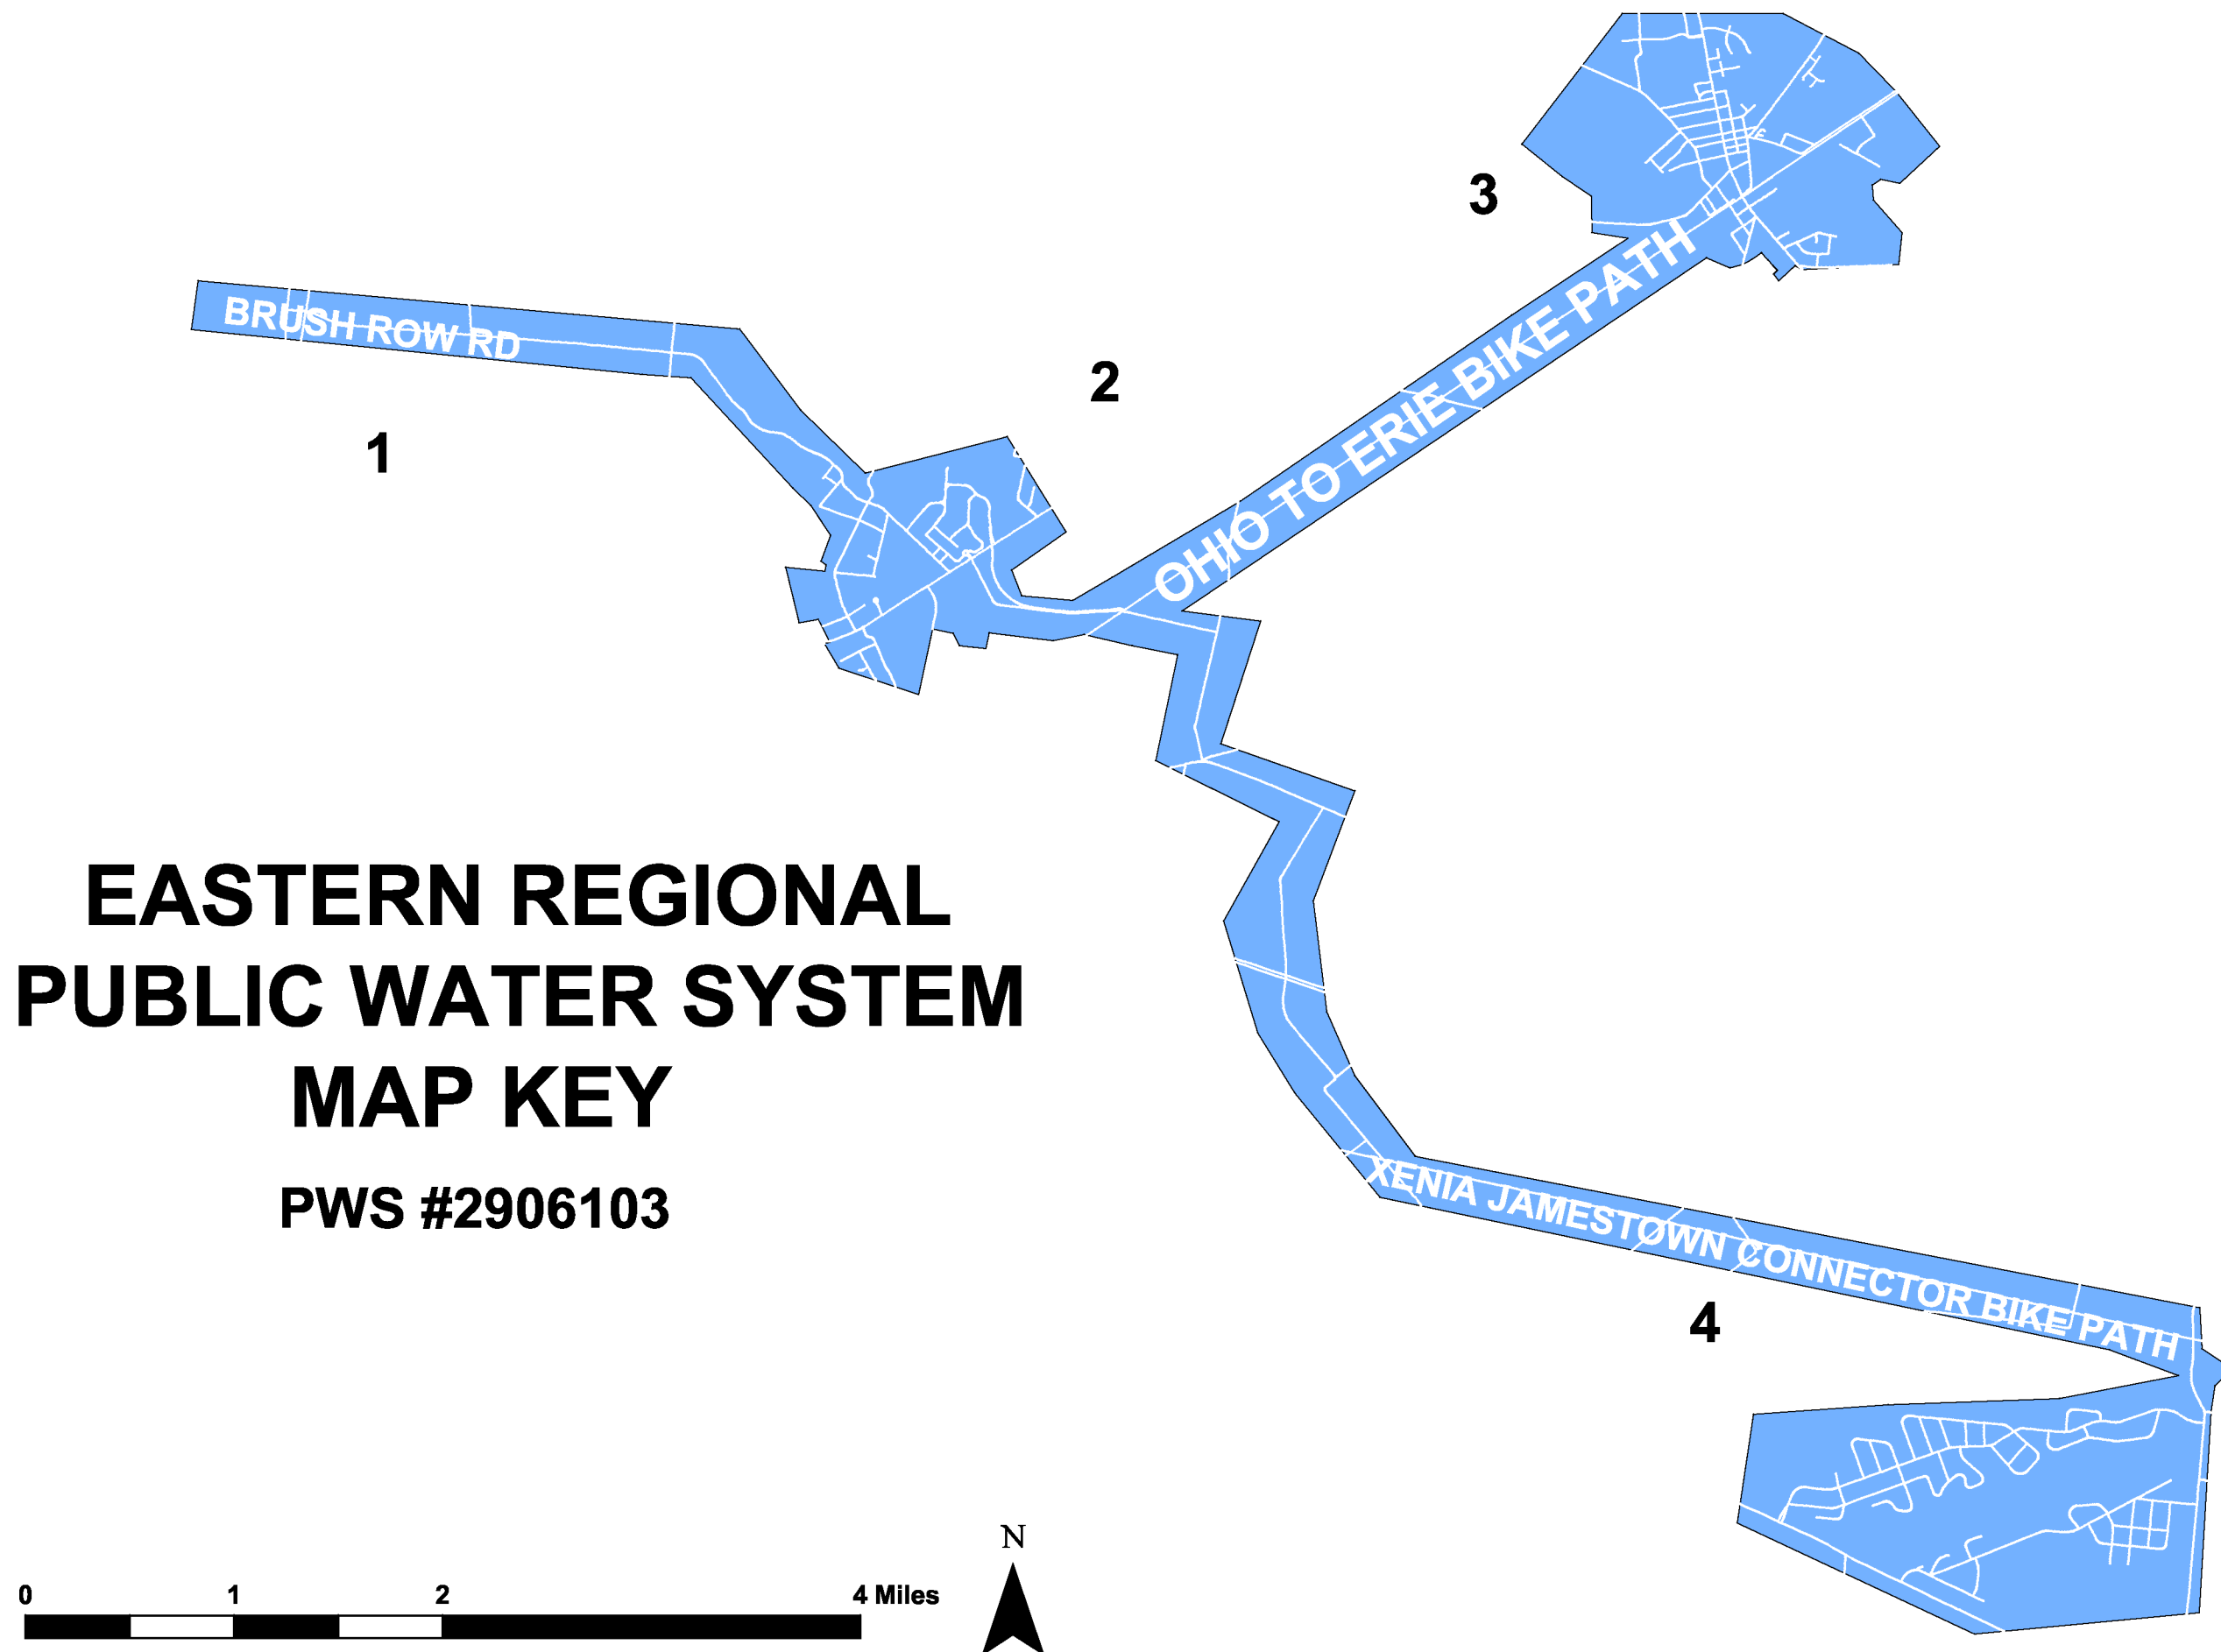 3
OHIO TO ERIE BIKE PATH
BRUSH ROW RD
2
1
EASTERN REGIONAL
PUBLIC WATER SYSTEM
MAP KEY
PWS #2906103
XENIA JAMESTOWN CONNECTOR BIKE PATH
4
N
0 1 2 4 Miles